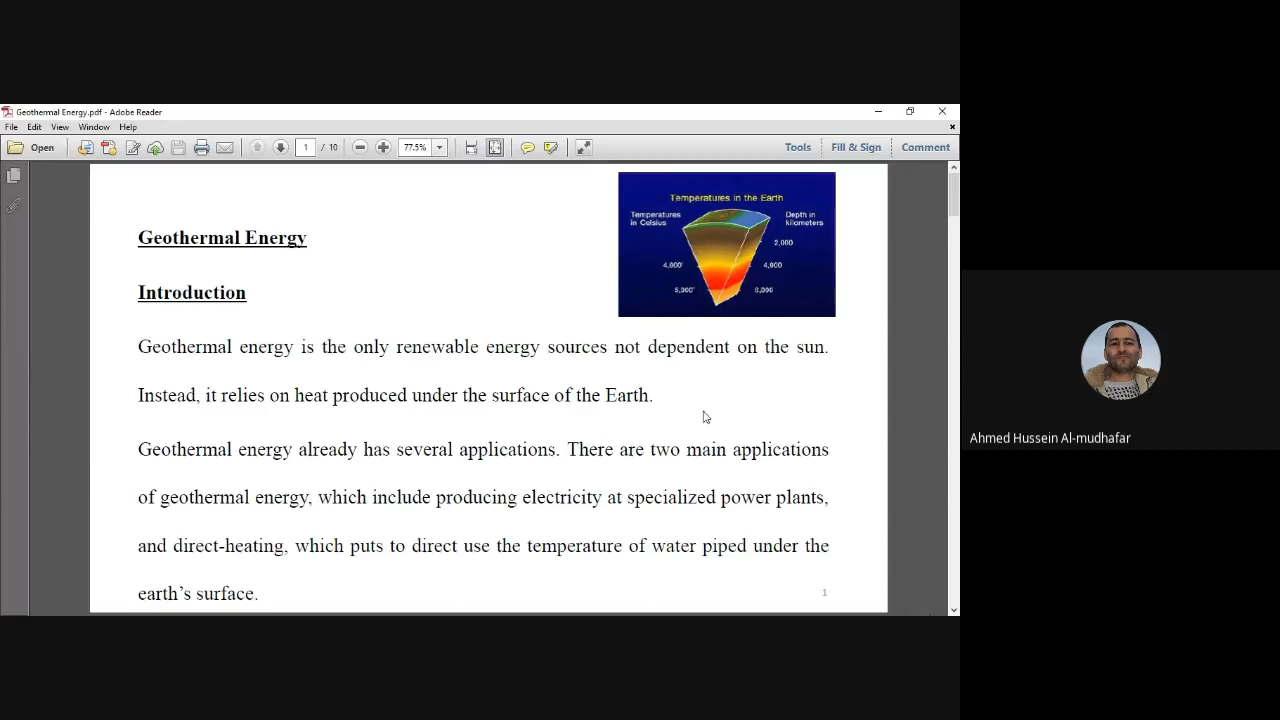 Geothermal Energy.pdf - Adobe Reader
File Edit View Window Help
Open 1 / 10 77.5% Tools Fill & Sign Comment
Temperatures in the Earth
Temperatures
in Celsius
Depth in
kilometers
2,000
4,000° 4,000
5,000° 6,000
Geothermal Energy
Introduction
Geothermal energy is the only renewable energy sources not dependent on the sun.
Instead, it relies on heat produced under the surface of the Earth.
Geothermal energy already has several applications. There are two main applications
of geothermal energy, which include producing electricity at specialized power plants,
and direct-heating, which puts to direct use the temperature of water piped under the
earth’s surface.
1
Ahmed Hussein Al-mudhafar